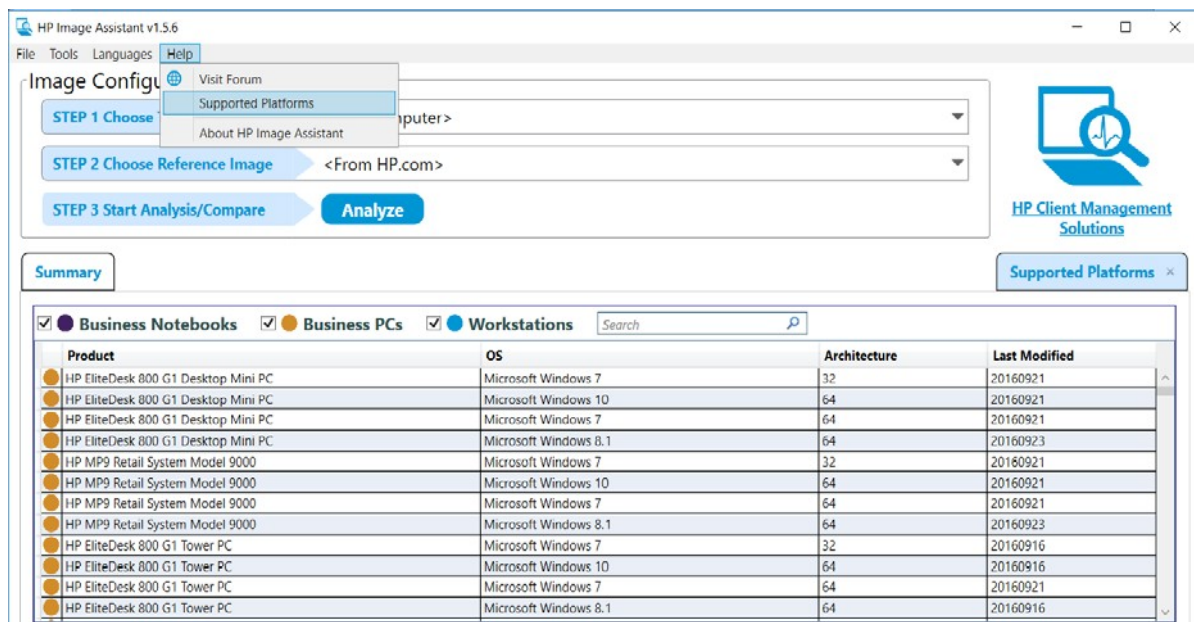 HP Image Assistant v1.5.6
File Tools Languages Help
Image Configu
Visit Forum
Supported Platforms
About HP Image Assistant
STEP 1 Choose
puter>
STEP 2 Choose Reference Image <From HP.com>
STEP 3 Start Analysis/Compare Analyze
HP Client Management
Solutions
Summary Supported Platforms ×
Business Notebooks Business PCs Workstations Search
Product OS Architecture Last Modified
HP EliteDesk 800 G1 Desktop Mini PC Microsoft Windows 7 32 20160921
HP EliteDesk 800 G1 Desktop Mini PC Microsoft Windows 10 64 20160921
HP EliteDesk 800 G1 Desktop Mini PC Microsoft Windows 7 64 20160921
HP EliteDesk 800 G1 Desktop Mini PC Microsoft Windows 8.1 64 20160923
HP MP9 Retail System Model 9000 Microsoft Windows 7 32 20160921
HP MP9 Retail System Model 9000 Microsoft Windows 10 64 20160921
HP MP9 Retail System Model 9000 Microsoft Windows 7 64 20160921
HP MP9 Retail System Model 9000 Microsoft Windows 8.1 64 20160923
HP EliteDesk 800 G1 Tower PC Microsoft Windows 7 32 20160916
HP EliteDesk 800 G1 Tower PC Microsoft Windows 10 64 20160916
HP EliteDesk 800 G1 Tower PC Microsoft Windows 7 64 20160921
HP EliteDesk 800 G1 Tower PC Microsoft Windows 8.1 64 20160916